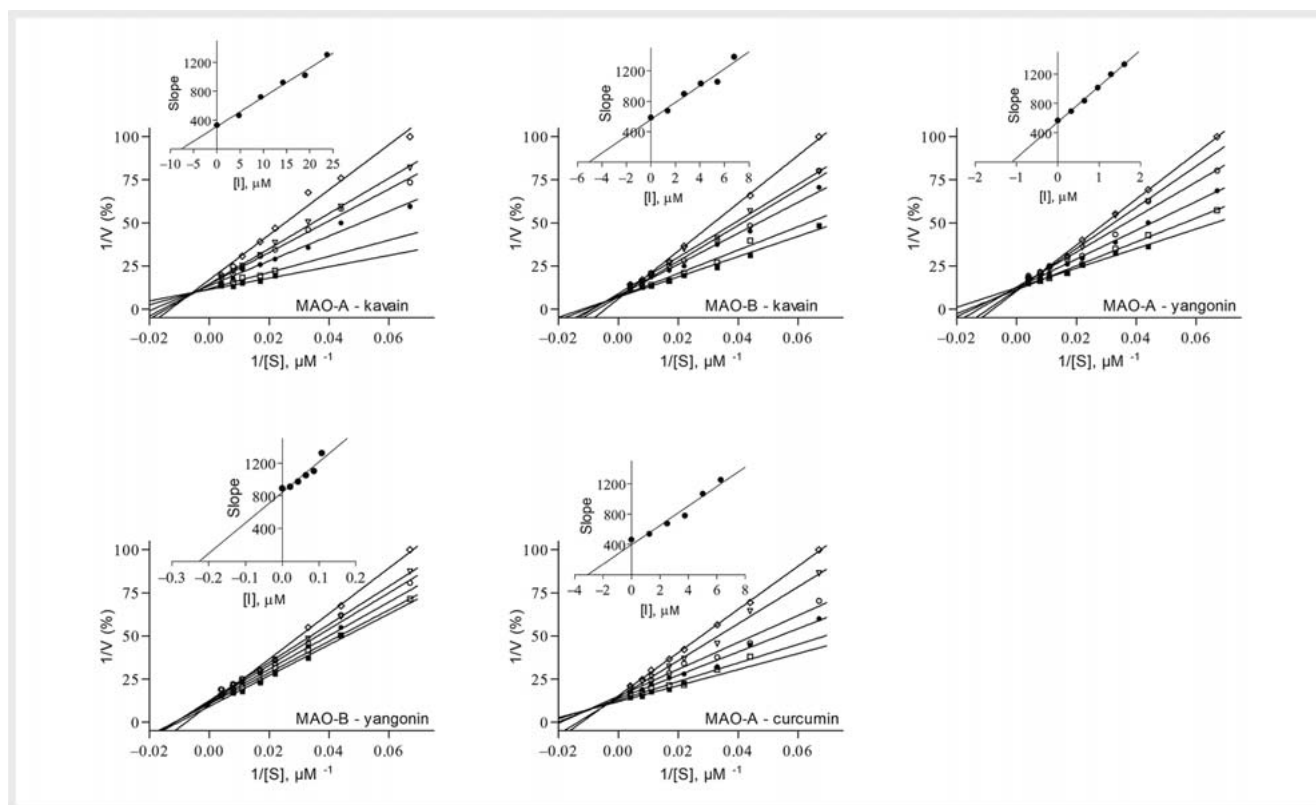 1200
800
400
Slope
−10 −5 0 5 10 15 20 25
[I], µM
100
75
50
25
0
1/V (%)
MAO-A - kavain
−0.02 0.00 0.02 0.04 0.06
1/[S], µM −1
1200
800
400
Slope
−6 −4 −2 0 2 4 6 8
[I], µM
100
75
50
25
0
1/V (%)
MAO-B - kavain
−0.02 0.00 0.02 0.04 0.06
1/[S], µM −1
1200
800
400
Slope
−2 −1 0 1 2
[I], µM
100
75
50
25
0
1/V (%)
MAO-A - yangonin
−0.02 0.00 0.02 0.04 0.06
1/[S], µM −1
1200
800
400
Slope
−0.3 −0.2 −0.1 0.0 0.1 0.2
[I], µM
100
75
50
25
0
1/V (%)
MAO-B - yangonin
−0.02 0.00 0.02 0.04 0.06
1/[S], µM −1
1200
800
400
Slope
−4 −2 0 2 4 6 8
[I], µM
100
75
50
25
0
1/V (%)
MAO-A - curcumin
−0.02 0.00 0.02 0.04 0.06
1/[S], µM −1